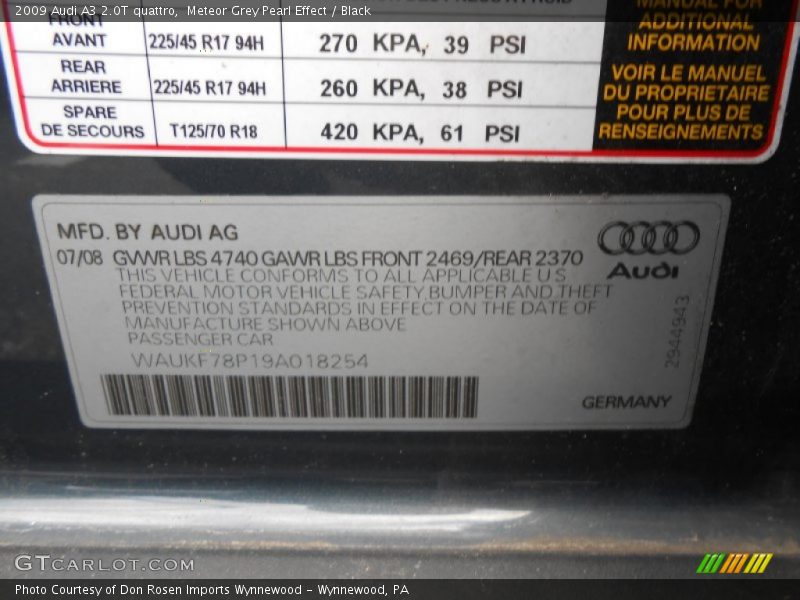 2009 Audi A3 2.0T quattro, Meteor Grey Pearl Effect / Black
MANUAL FOR
ADDITIONAL
INFORMATION
FRONT
AVANT 225/45 R17 94H 270 KPA, 39 PSI
REAR
ARRIERE 225/45 R17 94H 260 KPA, 38 PSI
SPARE
DE SECOURS T125/70 R18 420 KPA, 61 PSI
VOIR LE MANUEL
DU PROPRIETAIRE
POUR PLUS DE
RENSEIGNEMENTS
MFD. BY AUDI AG
07/08 GVWR LBS 4740 GAWR LBS FRONT 2469/REAR 2370
THIS VEHICLE CONFORMS TO ALL APPLICABLE U S
FEDERAL MOTOR VEHICLE SAFETY,BUMPER AND THEFT
PREVENTION STANDARDS IN EFFECT ON THE DATE OF
MANUFACTURE SHOWN ABOVE
PASSENGER CAR
WAUKF78P19A018254
Audi
2944943
GERMANY
GTCARLOT.COM
Photo Courtesy of Don Rosen Imports Wynnewood – Wynnewood, PA